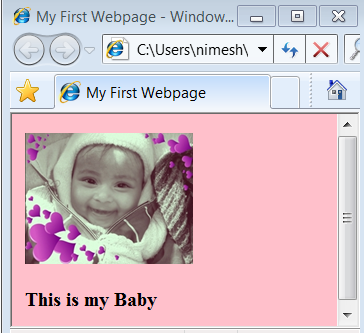 My First Webpage - Window...
C:\Users\nimesh\
My First Webpage
This is my Baby